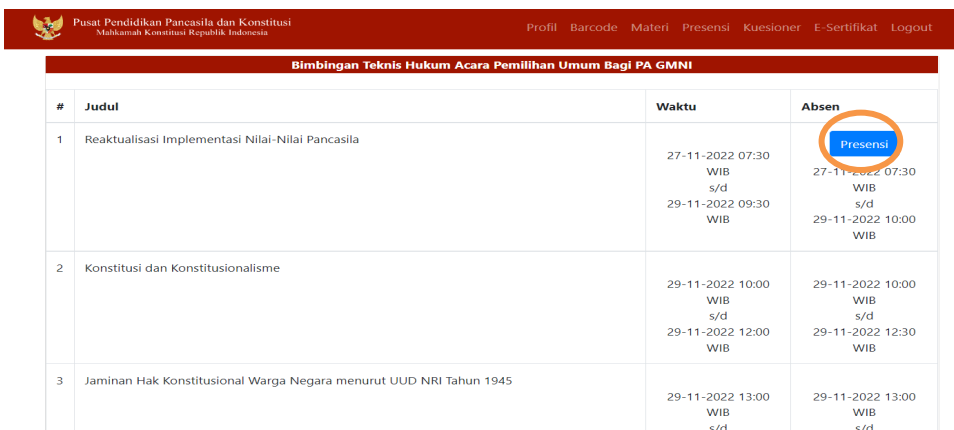 Pusat Pendidikan Pancasila dan Konstitusi
Mahkamah Konstitusi Republik Indonesia
Profil Barcode Materi Presensi Kuesioner E-Sertifikat Logout
Bimbingan Teknis Hukum Acara Pemilihan Umum Bagi PA GMNI
# Judul Waktu Absen
1 Reaktualisasi Implementasi Nilai-Nilai Pancasila
27-11-2022 07:30
WIB
s/d
29-11-2022 09:30
WIB
Presensi
27-11-2022 07:30
WIB
s/d
29-11-2022 10:00
WIB
2 Konstitusi dan Konstitusionalisme
29-11-2022 10:00
WIB
s/d
29-11-2022 12:00
WIB
29-11-2022 10:00
WIB
s/d
29-11-2022 12:30
WIB
3 Jaminan Hak Konstitusional Warga Negara menurut UUD NRI Tahun 1945
29-11-2022 13:00
WIB
s/d
29-11-2022 13:00
WIB
s/d